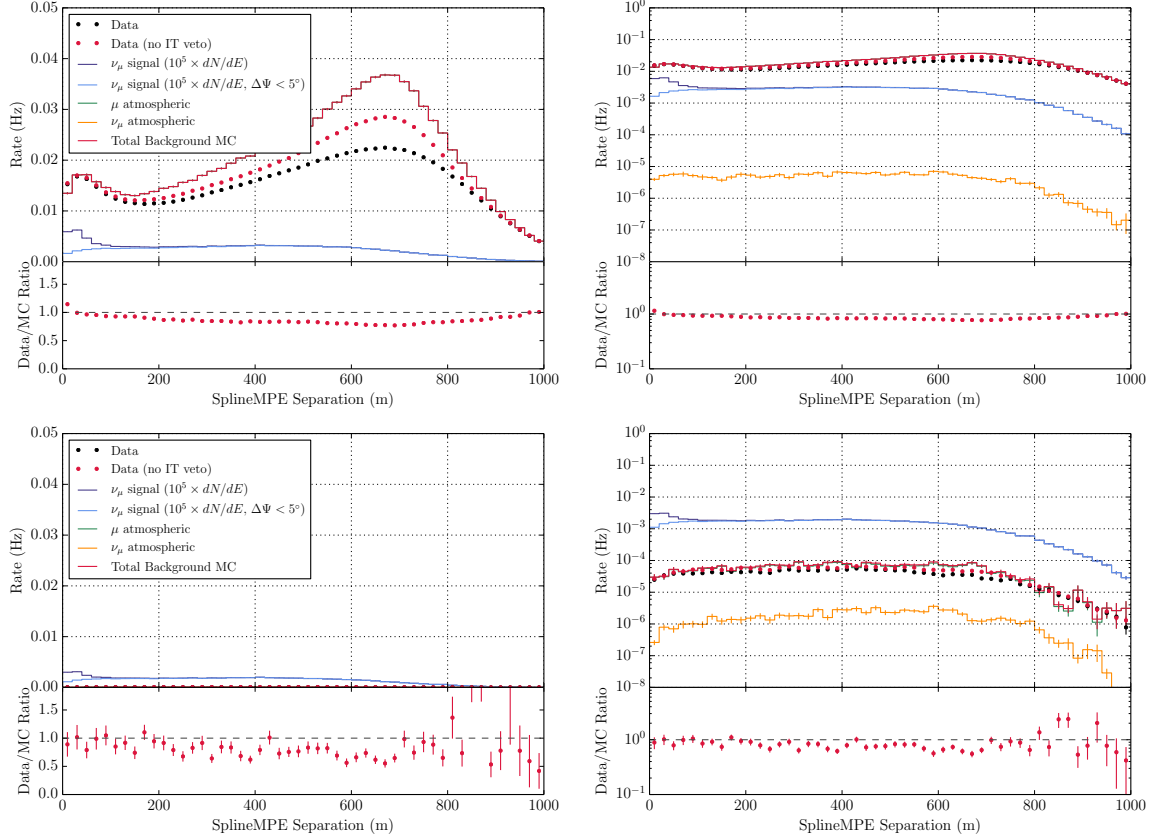 0.05
0.04
0.03
0.02
0.01
0.00
Rate (Hz)
Data
Data (no IT veto)
ν_μ signal (10⁵ × dN/dE)
ν_μ signal (10⁵ × dN/dE, ΔΨ < 5°)
μ atmospheric
ν_μ atmospheric
Total Background MC
1.5
1.0
0.5
0.0
Data/MC Ratio
0 200 400 600 800 1000
SplineMPE Separation (m)
10⁰
10⁻¹
10⁻²
10⁻³
10⁻⁴
10⁻⁵
10⁻⁶
10⁻⁷
10⁻⁸
Rate (Hz)
10⁰
10⁻¹
Data/MC Ratio
0 200 400 600 800 1000
SplineMPE Separation (m)
0.05
0.04
0.03
0.02
0.01
0.00
Rate (Hz)
Data
Data (no IT veto)
ν_μ signal (10⁵ × dN/dE)
ν_μ signal (10⁵ × dN/dE, ΔΨ < 5°)
μ atmospheric
ν_μ atmospheric
Total Background MC
1.5
1.0
0.5
0.0
Data/MC Ratio
0 200 400 600 800 1000
SplineMPE Separation (m)
10⁰
10⁻¹
10⁻²
10⁻³
10⁻⁴
10⁻⁵
10⁻⁶
10⁻⁷
10⁻⁸
Rate (Hz)
10⁰
10⁻¹
Data/MC Ratio
0 200 400 600 800 1000
SplineMPE Separation (m)